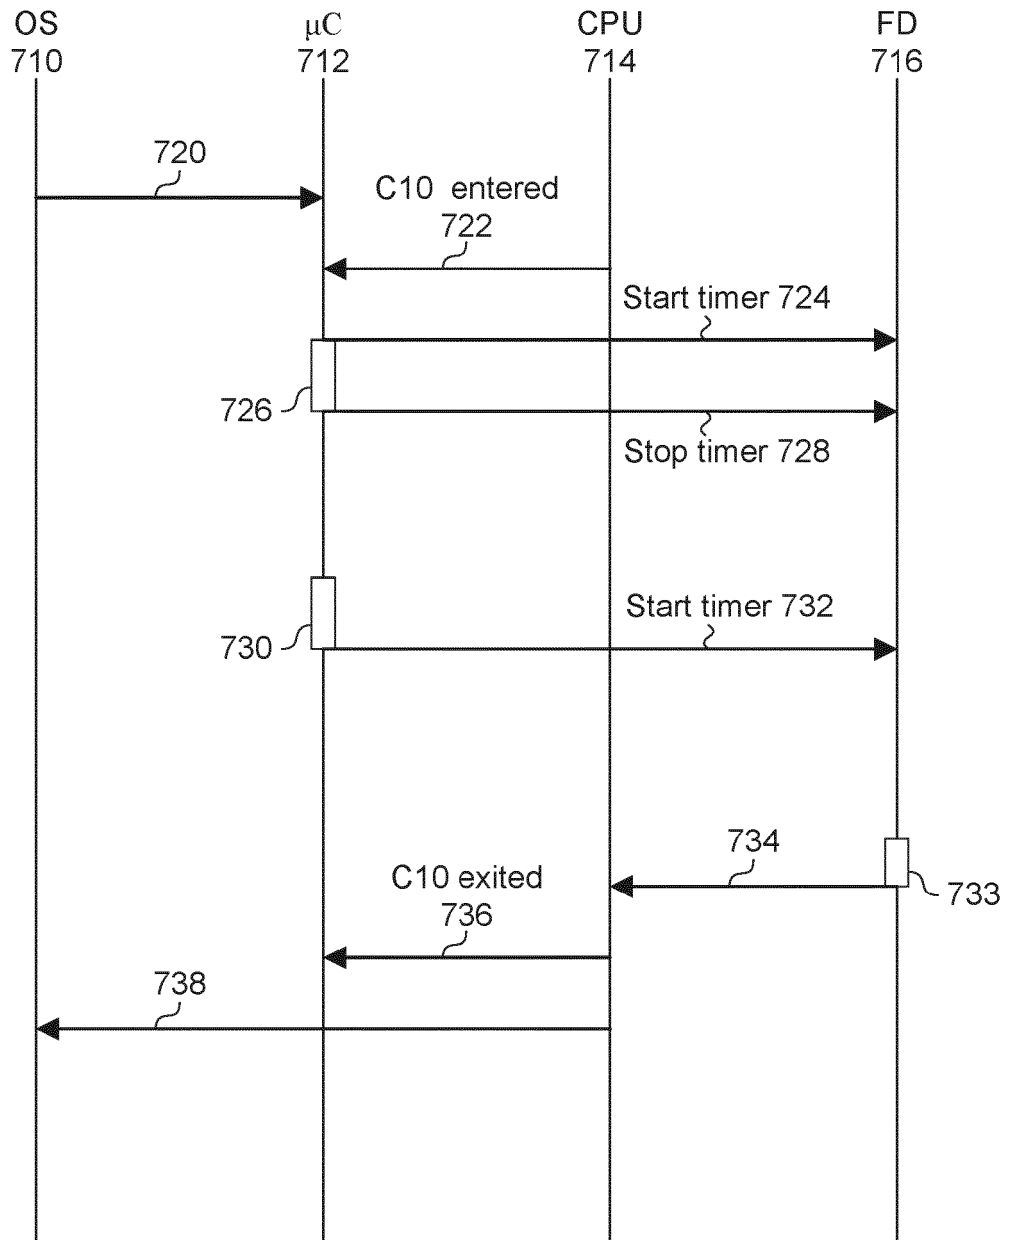 OS
710
μC
712
CPU
714
FD
716
720
C10 entered
722
Start timer 724
726
Stop timer 728
730
Start timer 732
734
733
C10 exited
736
738